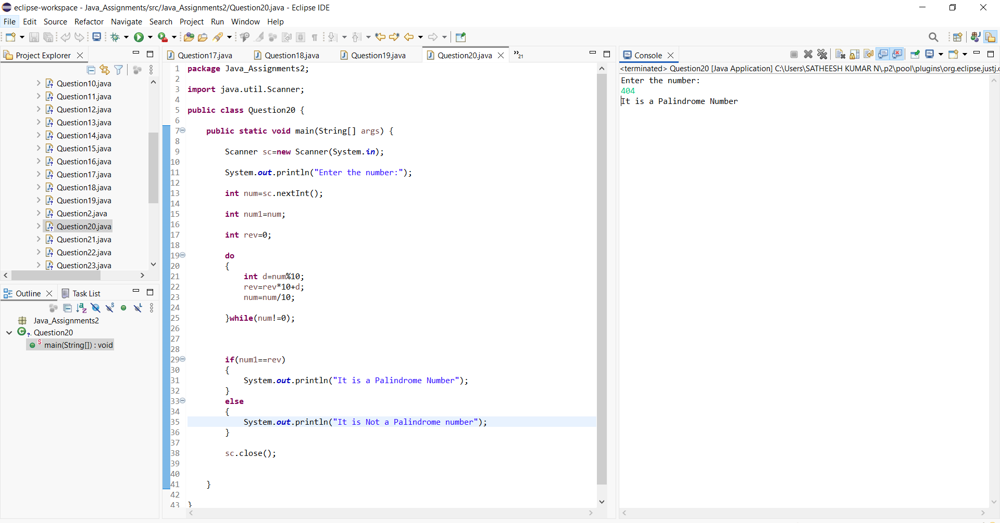 eclipse-workspace - Java_Assignments/src/Java_Assignments2/Question20.java - Eclipse IDE
File Edit Source Refactor Navigate Search Project Run Window Help
Project Explorer
Question10.java
Question11.java
Question12.java
Question13.java
Question14.java
Question15.java
Question16.java
Question17.java
Question18.java
Question19.java
Question2.java
Question20.java
Question21.java
Question22.java
Question23.java
Outline Task List
Java_Assignments2
Question20
main(String[]) : void
Question17.java Question18.java Question19.java Question20.java »21
1 package Java_Assignments2;
2
3 import java.util.Scanner;
4
5 public class Question20 {
6
7 public static void main(String[] args) {
8
9 Scanner sc=new Scanner(System.in);
10
11 System.out.println("Enter the number:");
12
13 int num=sc.nextInt();
14
15 int num1=num;
16
17 int rev=0;
18
19 do
20 {
21 int d=num%10;
22 rev=rev*10+d;
23 num=num/10;
24
25 }while(num!=0);
26
27
28
29 if(num1==rev)
30 {
31 System.out.println("It is a Palindrome Number");
32 }
33 else
34 {
35 System.out.println("It is Not a Palindrome number");
36 }
37
38 sc.close();
39
40
41 }
42
43 }
Console
<terminated> Question20 [Java Application] C:\Users\SATHEESH KUMAR N\.p2\pool\plugins\org.eclipse.justj.
Enter the number:
404
It is a Palindrome Number